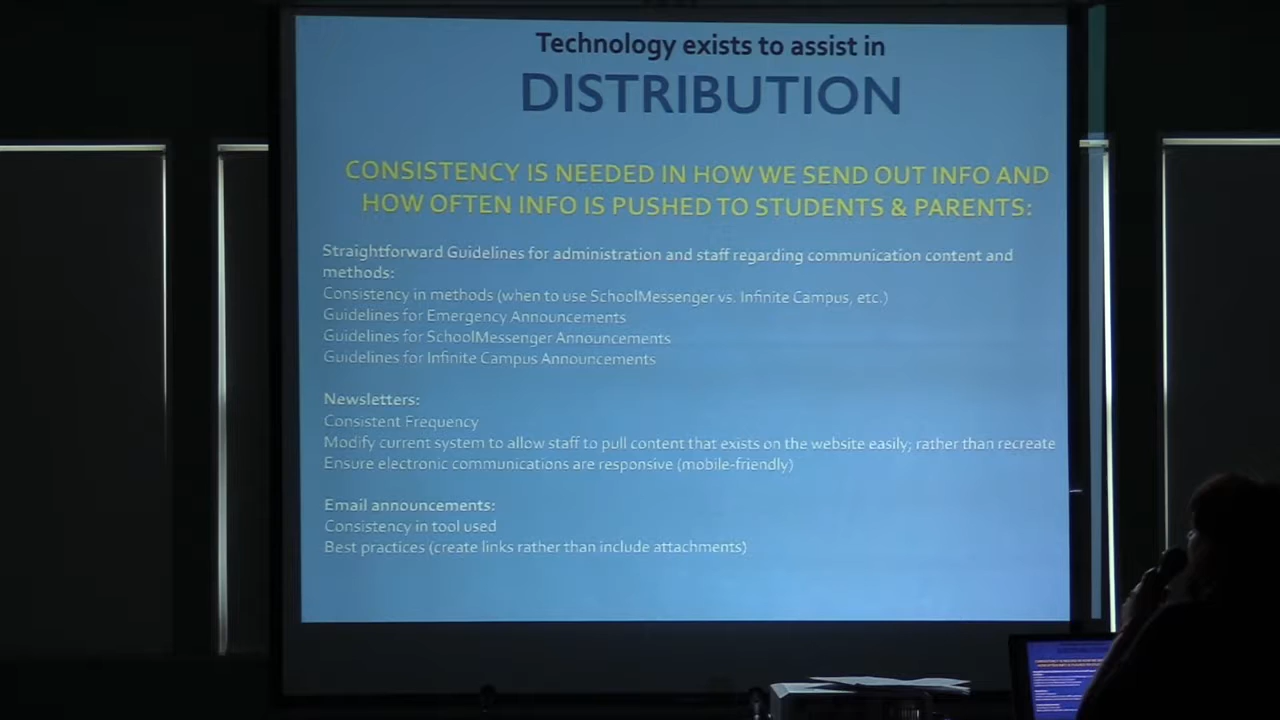 Technology exists to assist in
DISTRIBUTION
CONSISTENCY IS NEEDED IN HOW WE SEND OUT INFO AND
HOW OFTEN INFO IS PUSHED TO STUDENTS & PARENTS:
Straightforward Guidelines for administration and staff regarding communication content and
methods:
Consistency in methods (when to use SchoolMessenger vs. Infinite Campus, etc.)
Guidelines for Emergency Announcements
Guidelines for SchoolMessenger Announcements
Guidelines for Infinite Campus Announcements
Newsletters:
Consistent Frequency
Modify current system to allow staff to pull content that exists on the website easily; rather than recreate
Ensure electronic communications are responsive (mobile-friendly)
Email announcements:
Consistency in tool used
Best practices (create links rather than include attachments)